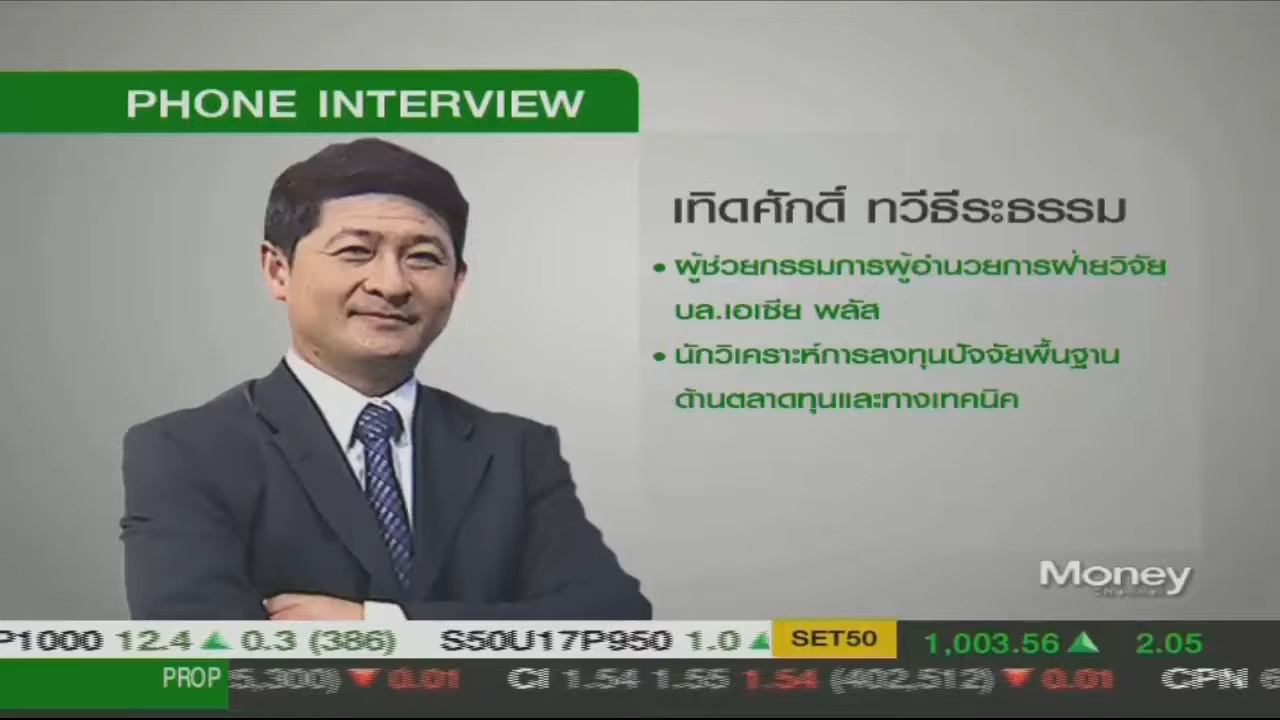 PHONE INTERVIEW
เทิดศักดิ์ ทวีธีระธรรม
• ผู้ช่วยกรรมการผู้อำนวยการฝ่ายวิจัย
บล.เอเซีย พลัส
• นักวิเคราะห์การลงทุนปัจจัยพื้นฐาน
ด้านตลาดทุนและทางเทคนิค
Money
Channel
P1000 12.4 ▲ 0.3 (386) S50U17P950 1.0 ▲ SET50 1,003.56 ▲ 2.05
PROP 5,300) ▼ 0.01 CI 1.54 1.55 1.54 (402,512) ▼ 0.01 CPN